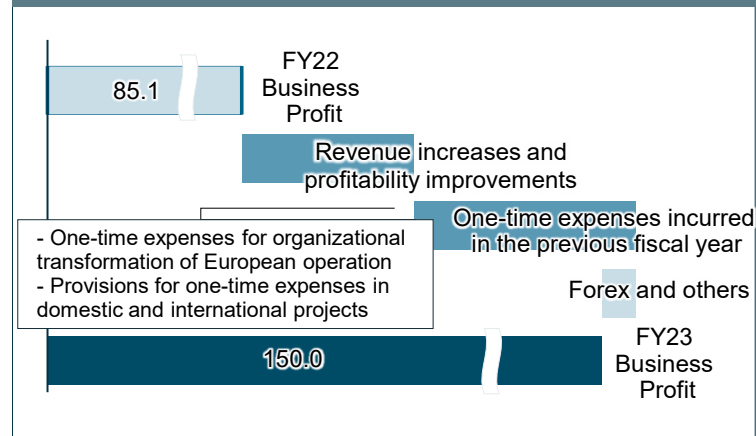 85.1
FY22
Business
Profit
Revenue increases and
profitability improvements
One-time expenses incurred
in the previous fiscal year
- One-time expenses for organizational
transformation of European operation
- Provisions for one-time expenses in
domestic and international projects
Forex and others
150.0
FY23
Business
Profit